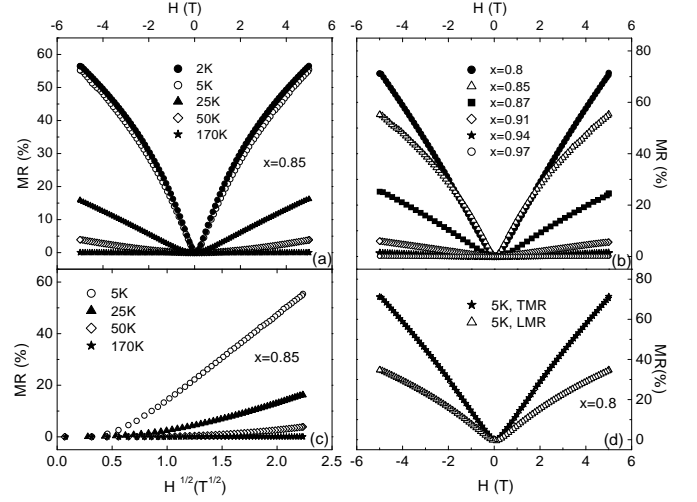 H (T)
-6 -4 -2 0 2 4 6
MR (%)
60
50
40
30
20
10
0
2K
5K
25K
50K
170K
x=0.85
(a)
H (T)
-6 -4 -2 0 2 4 6
MR (%)
80
60
40
20
0
x=0.8
x=0.85
x=0.87
x=0.91
x=0.94
x=0.97
(b)
MR (%)
60
40
20
0
5K
25K
50K
170K
x=0.85
(c)
0.0 0.5 1.0 1.5 2.0 2.5
H 1/2(T1/2)
MR(%)
80
60
40
20
0
5K, TMR
5K, LMR
x=0.8
(d)
-6 -4 -2 0 2 4 6
H (T)